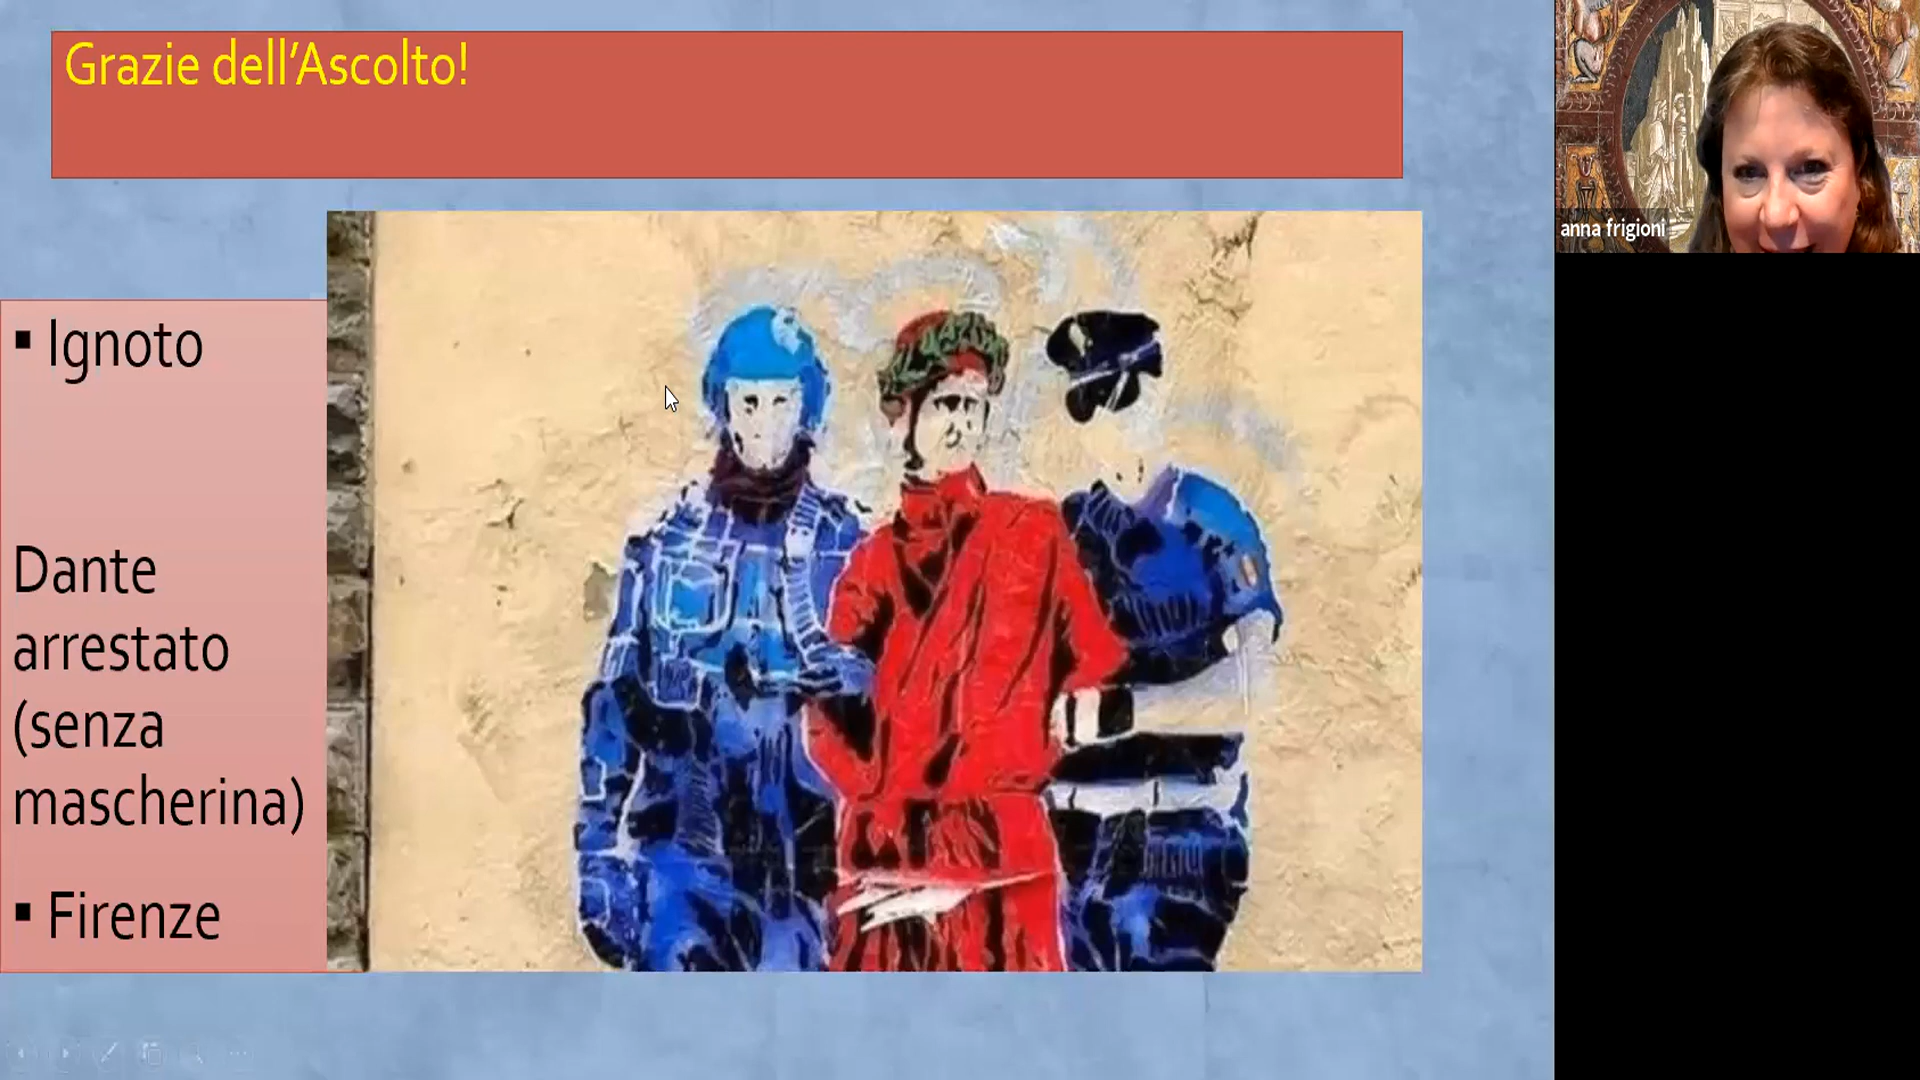 Grazie dell'Ascolto!
▪ Ignoto
Dante
arrestato
(senza
mascherina)
▪ Firenze
anna frigioni